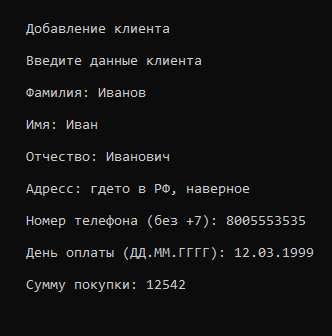 Добавление клиента
Введите данные клиента
Фамилия: Иванов
Имя: Иван
Отчество: Иванович
Адресс: гдето в РФ, наверное
Номер телефона (без +7): 8005553535
День оплаты (ДД.ММ.ГГГГ): 12.03.1999
Сумму покупки: 12542